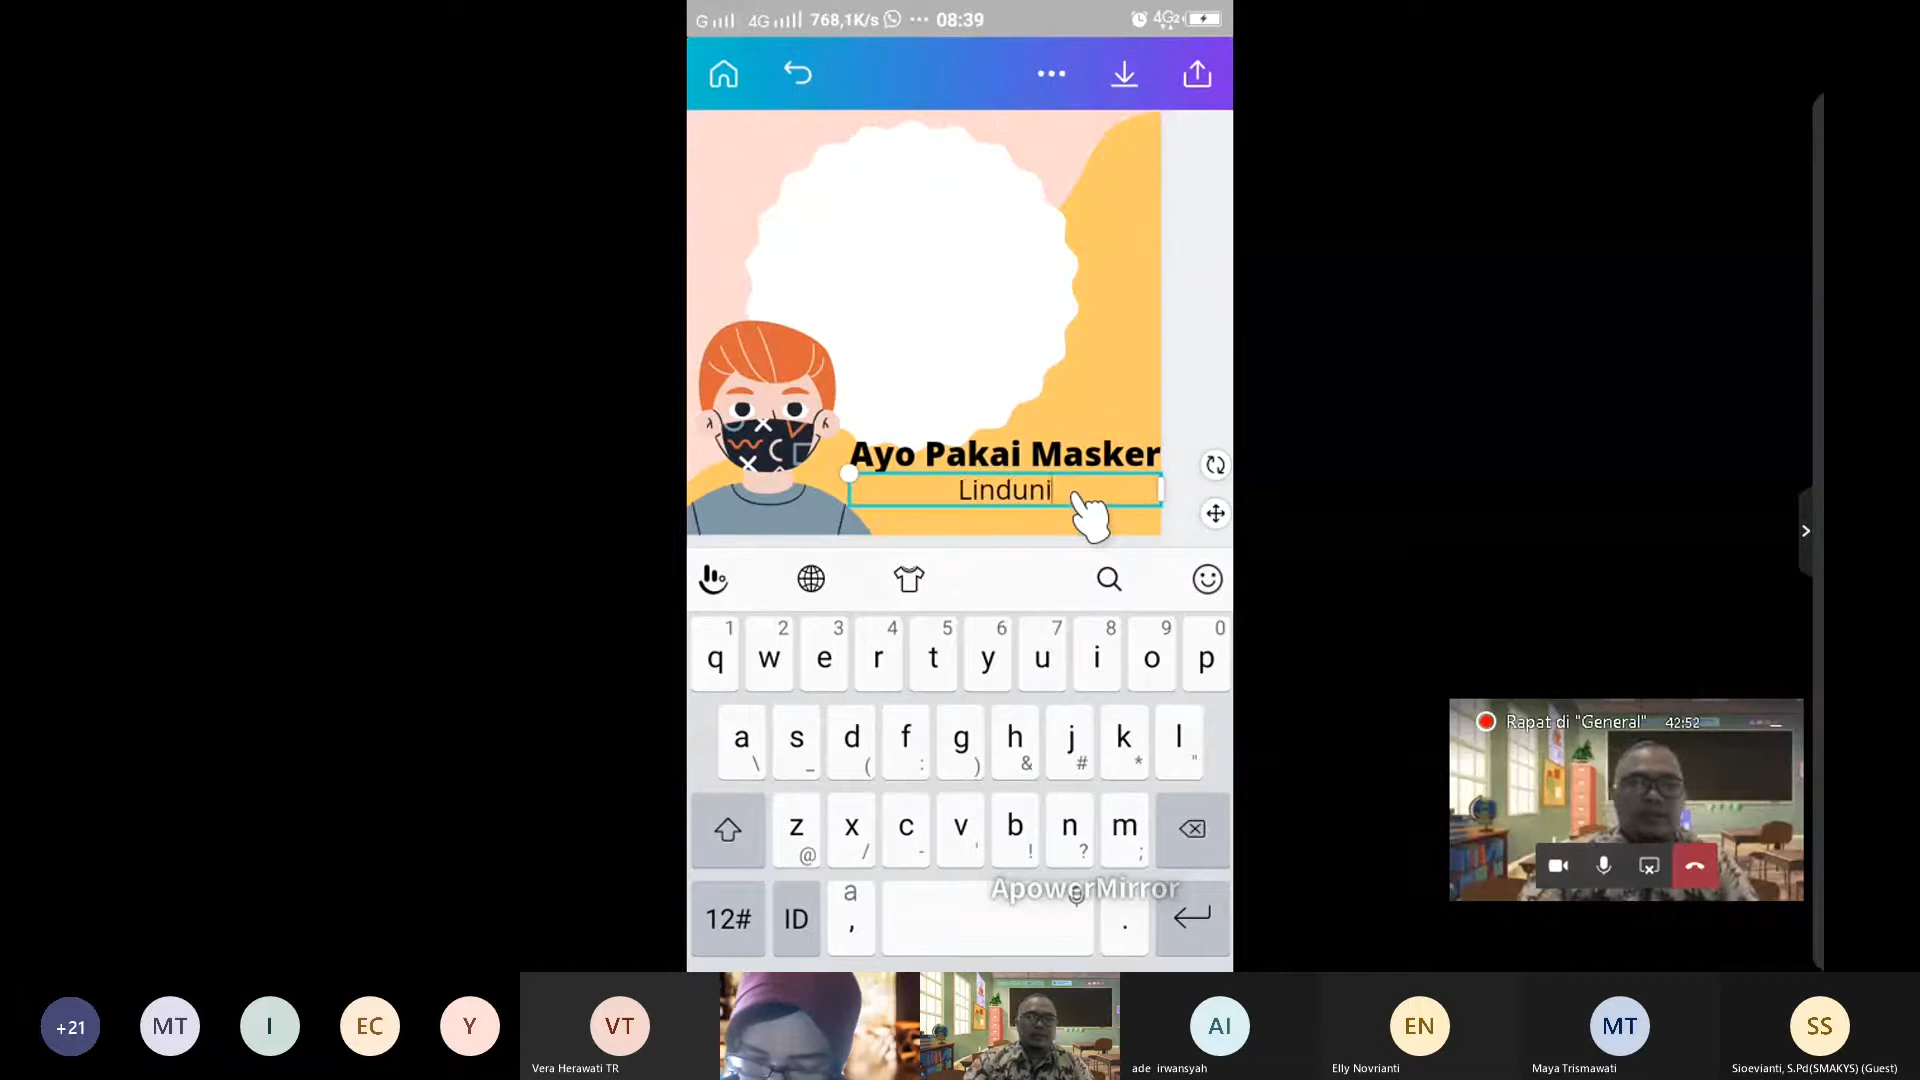 G 4G 768,1K/s ··· 08:39 4G2
Ayo Pakai Masker
Linduni
1 2 3 4 5 6 7 8 9 0
q w e r t y u i o p
a s d f g h j k l
\ _ ( : ) & # * "
z x c v b n m
@ / - ' ! ? ;
ApowerMirror
12# ID a , .
Rapat di "General" 42:52
+21 MT I EC Y VT AI EN MT SS
Vera Herawati TR ade irwansyah Elly Novrianti Maya Trismawati Sioevianti, S.Pd(SMAKYS) (Guest)